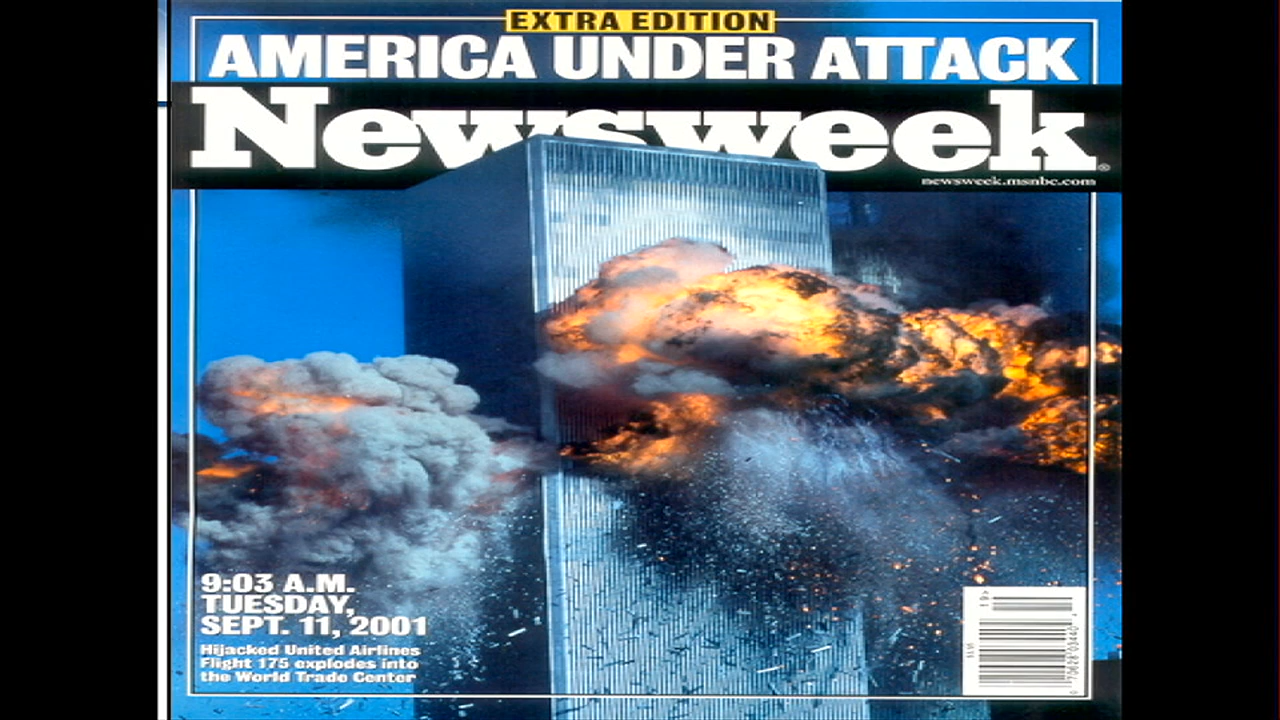 EXTRA EDITION
AMERICA UNDER ATTACK
Newsweek
newsweek.msnbc.com
9:03 A.M.
TUESDAY,
SEPT. 11, 2001
Hijacked United Airlines
Flight 175 explodes into
the World Trade Center